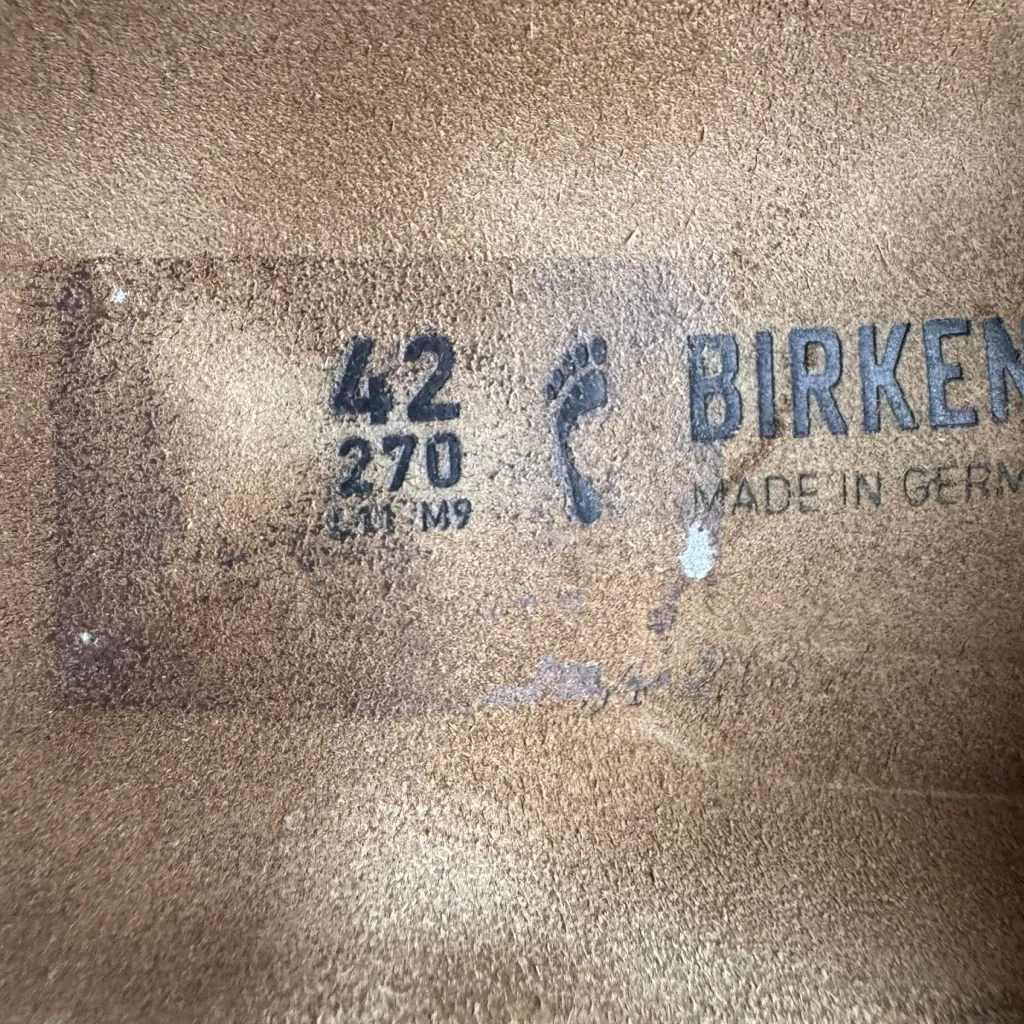 42
270
L11 M9
BIRKEN
MADE IN GERM